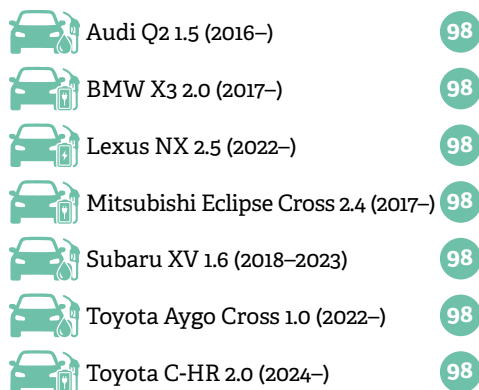 Audi Q2 1.5 (2016–) 98
BMW X3 2.0 (2017–) 98
Lexus NX 2.5 (2022–) 98
Mitsubishi Eclipse Cross 2.4 (2017–) 98
Subaru XV 1.6 (2018–2023) 98
Toyota Aygo Cross 1.0 (2022–) 98
Toyota C-HR 2.0 (2024–) 98